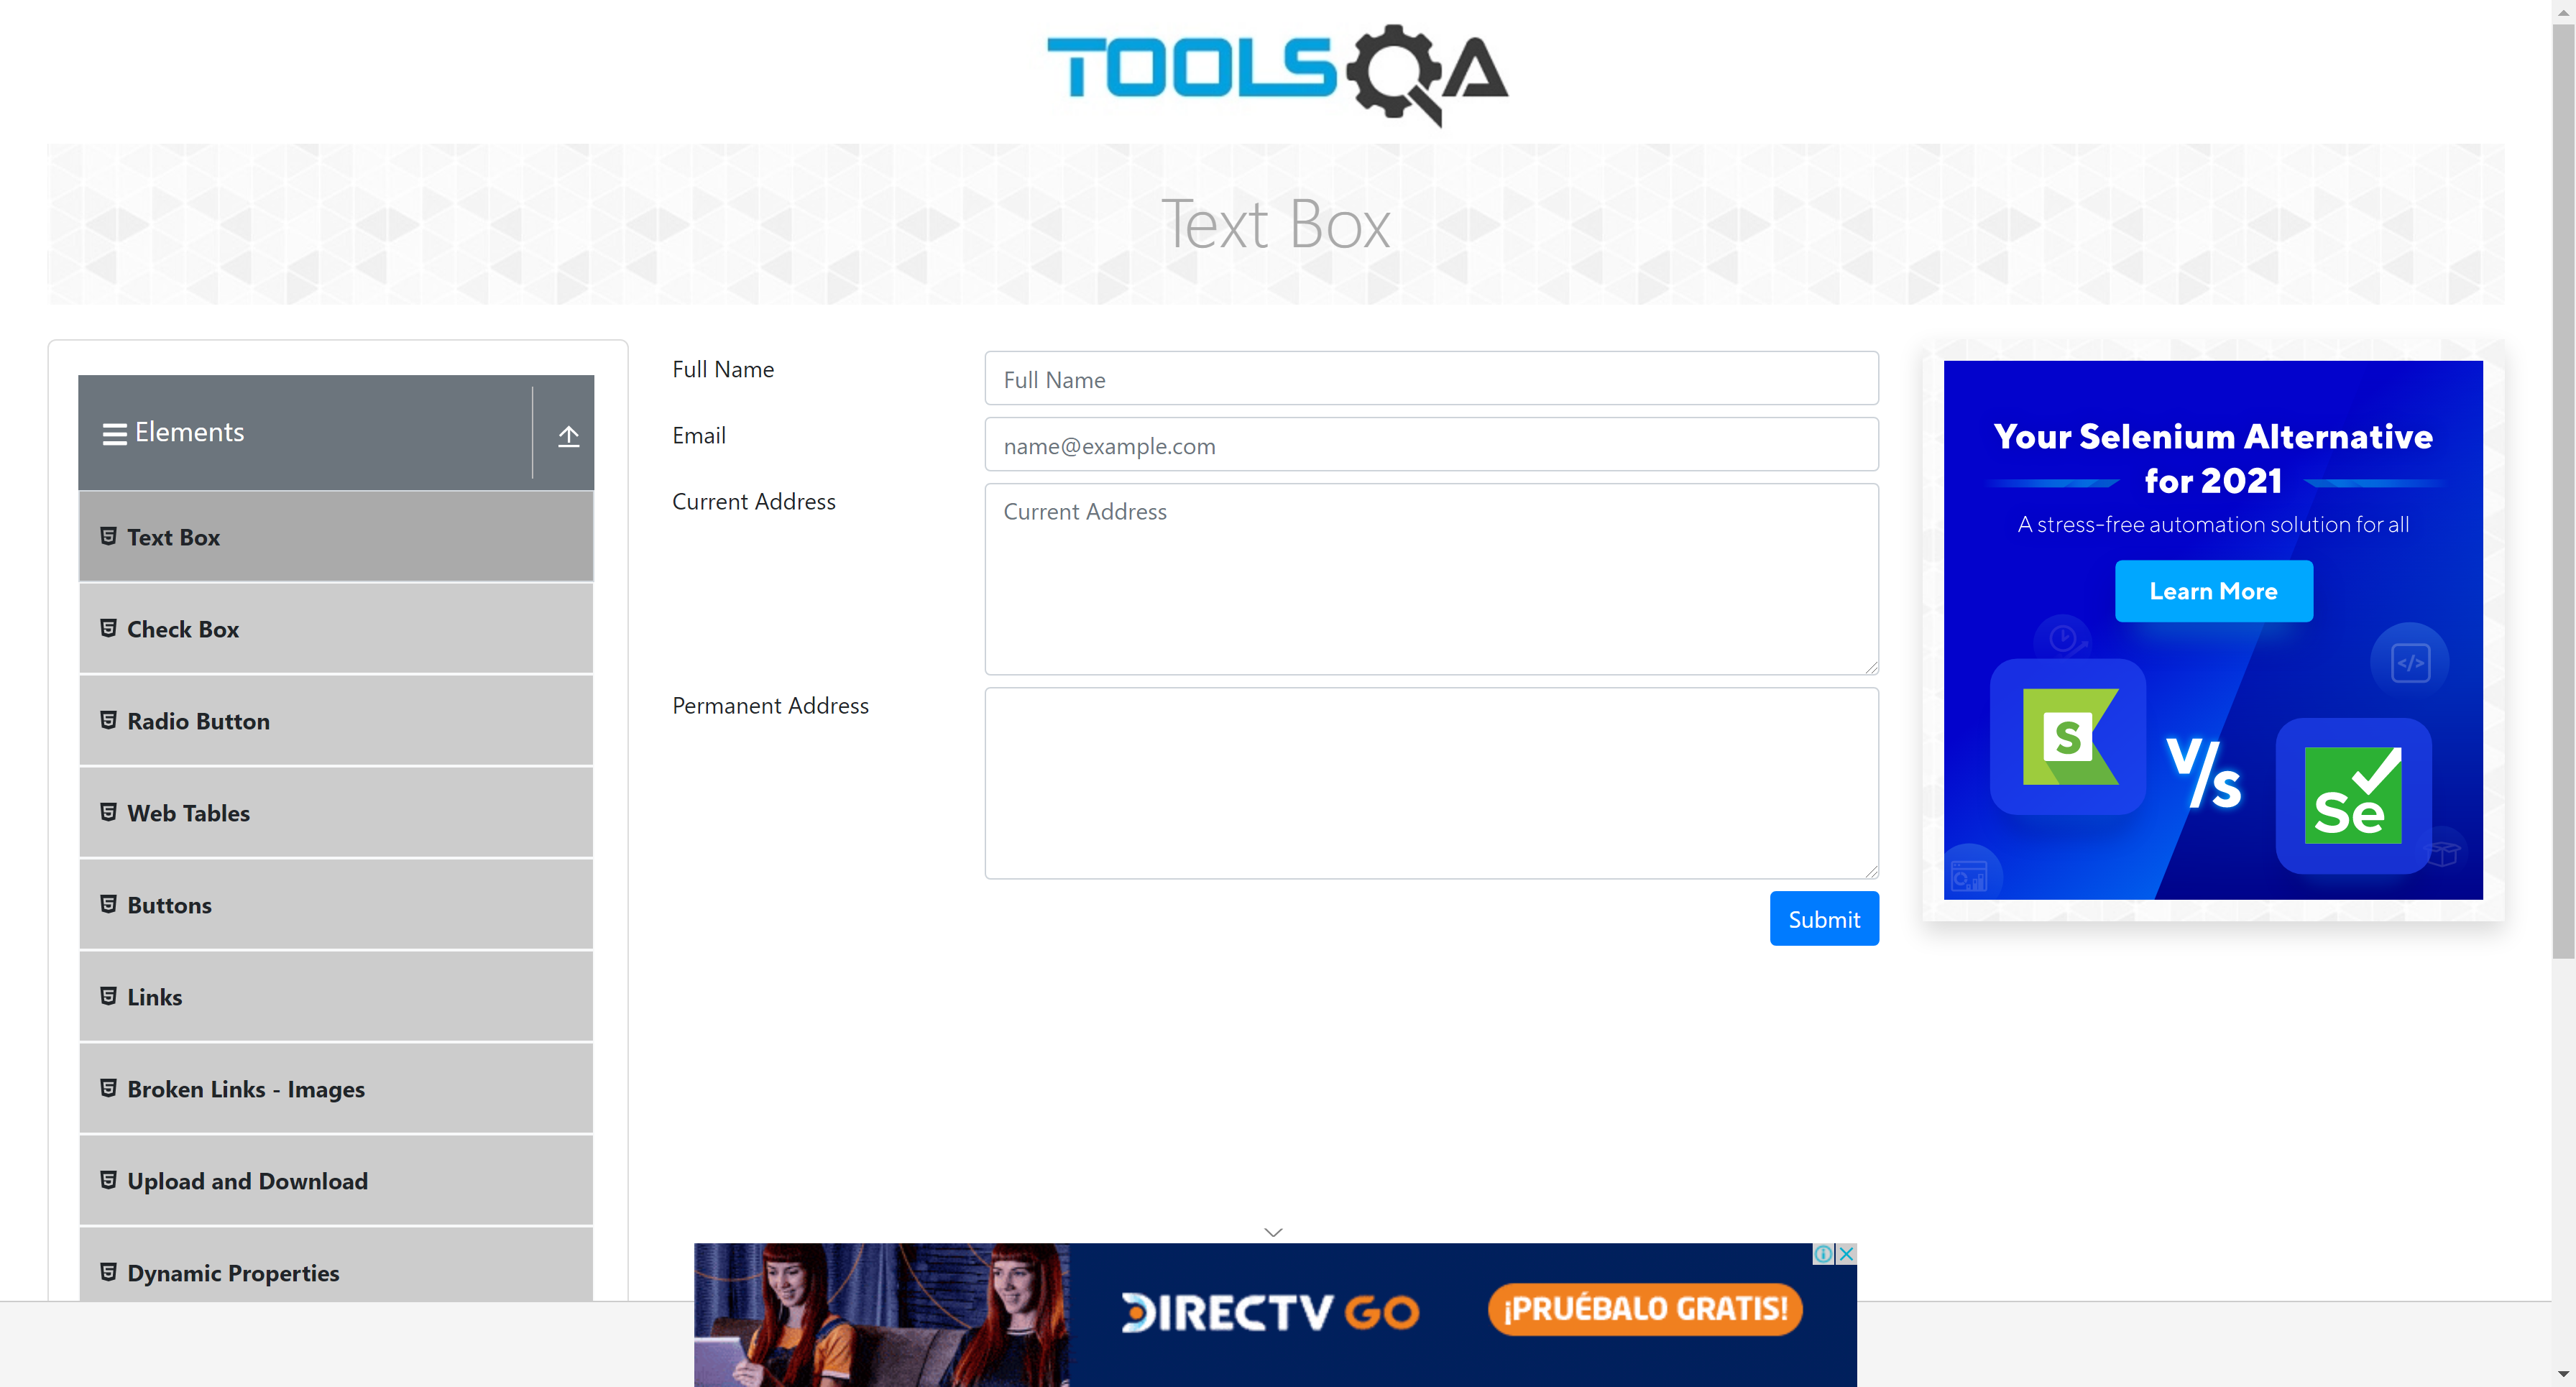 TOOLSQA
Text Box
Elements
Text Box
Check Box
Radio Button
Web Tables
Buttons
Links
Broken Links - Images
Upload and Download
Dynamic Properties
Full Name
Full Name
Email
name@example.com
Current Address
Current Address
Permanent Address
Submit
Your Selenium Alternative
for 2021
A stress-free automation solution for all
Learn More
</>
S
V/s
Se
DIRECTV GO
¡PRUÉBALO GRATIS!